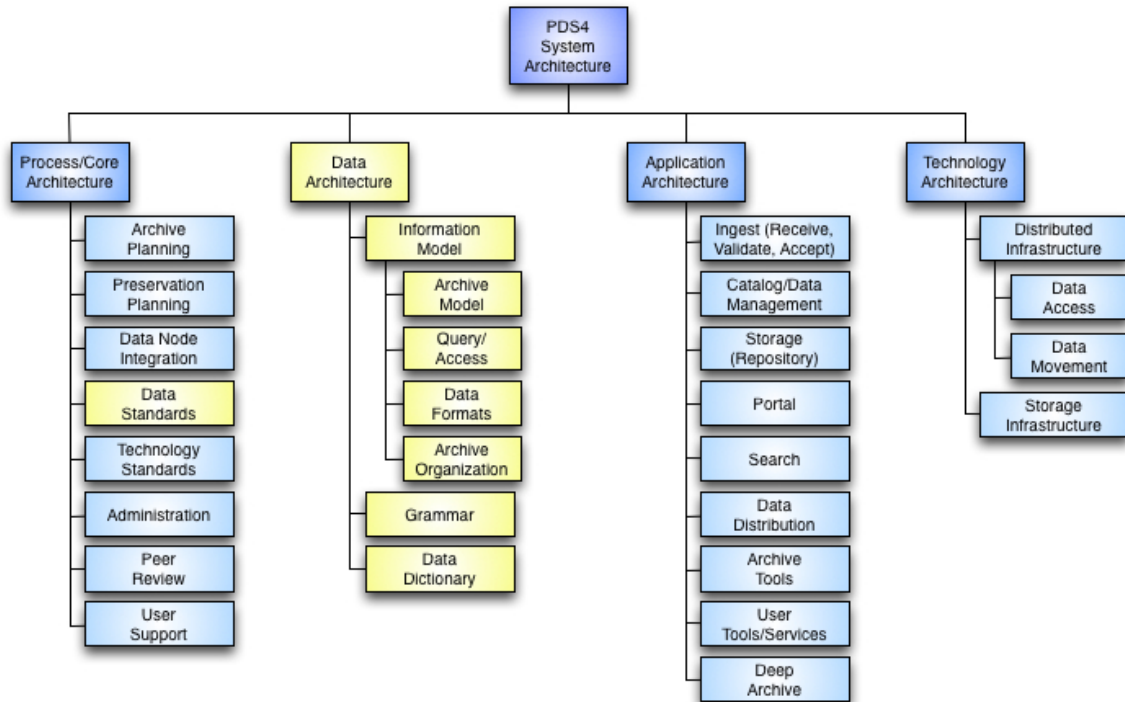 PDS4
System
Architecture
Process/Core
Architecture
Archive
Planning
Preservation
Planning
Data Node
Integration
Data
Standards
Technology
Standards
Administration
Peer
Review
User
Support
Data
Architecture
Information
Model
Archive
Model
Query/
Access
Data
Formats
Archive
Organization
Grammar
Data
Dictionary
Application
Architecture
Ingest (Receive,
Validate, Accept)
Catalog/Data
Management
Storage
(Repository)
Portal
Search
Data
Distribution
Archive
Tools
User
Tools/Services
Deep
Archive
Technology
Architecture
Distributed
Infrastructure
Data
Access
Data
Movement
Storage
Infrastructure